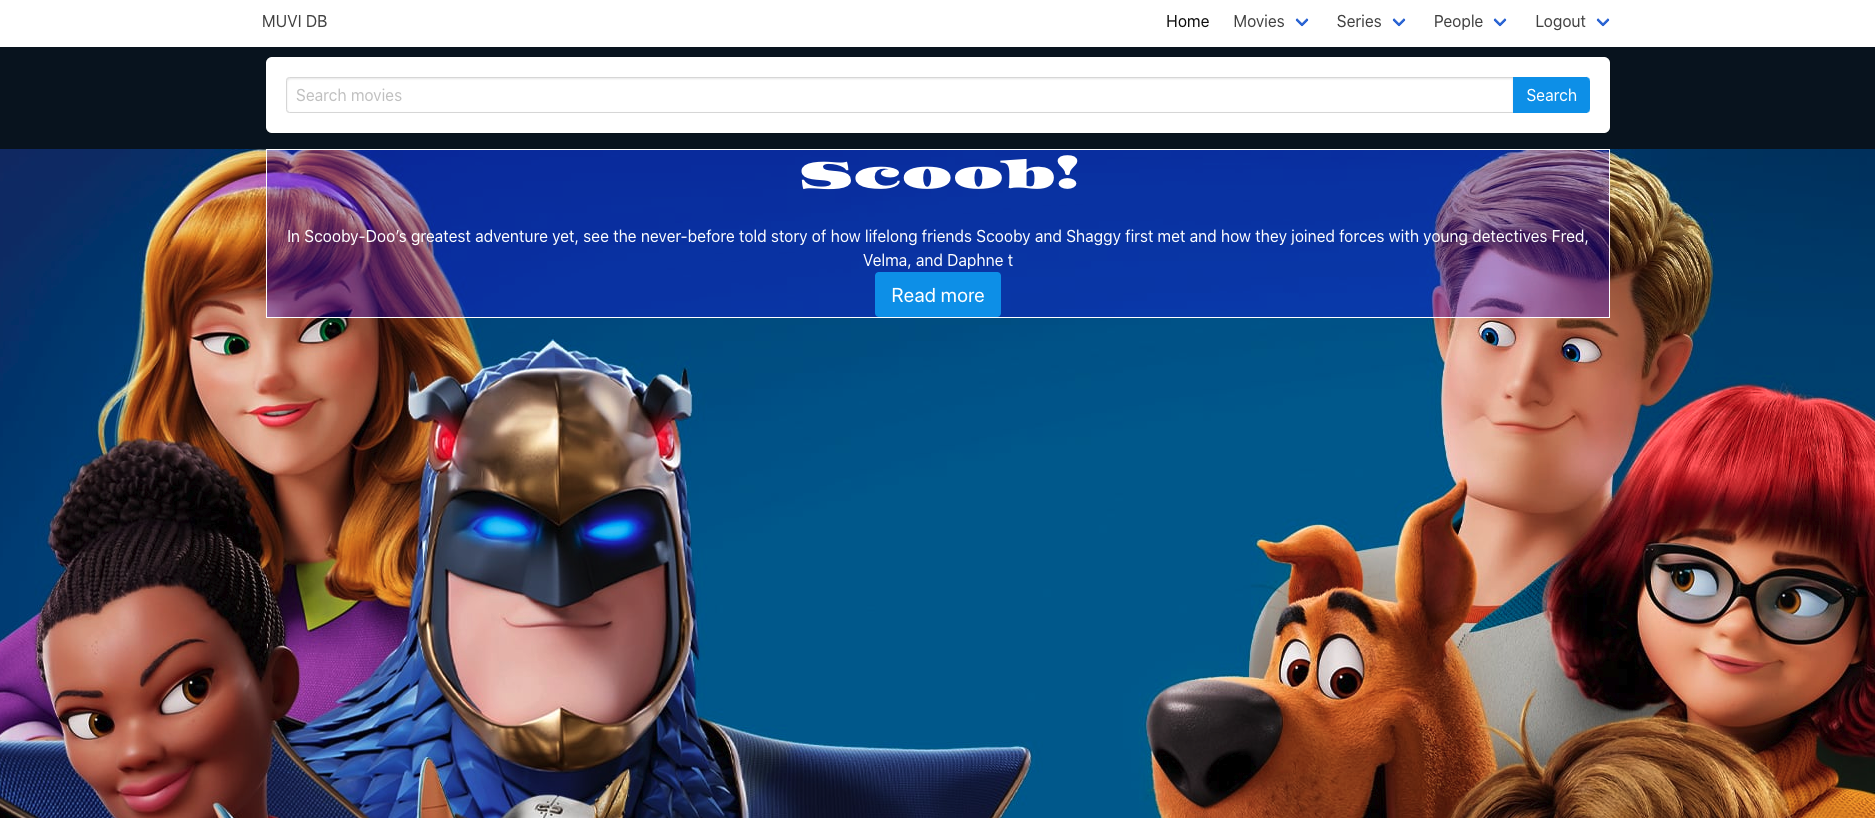 MUVI DB
Home Movies Series People Logout
Search movies Search
Scoob!
In Scooby-Doo's greatest adventure yet, see the never-before told story of how lifelong friends Scooby and Shaggy first met and how they joined forces with young detectives Fred,
Velma, and Daphne t
Read more